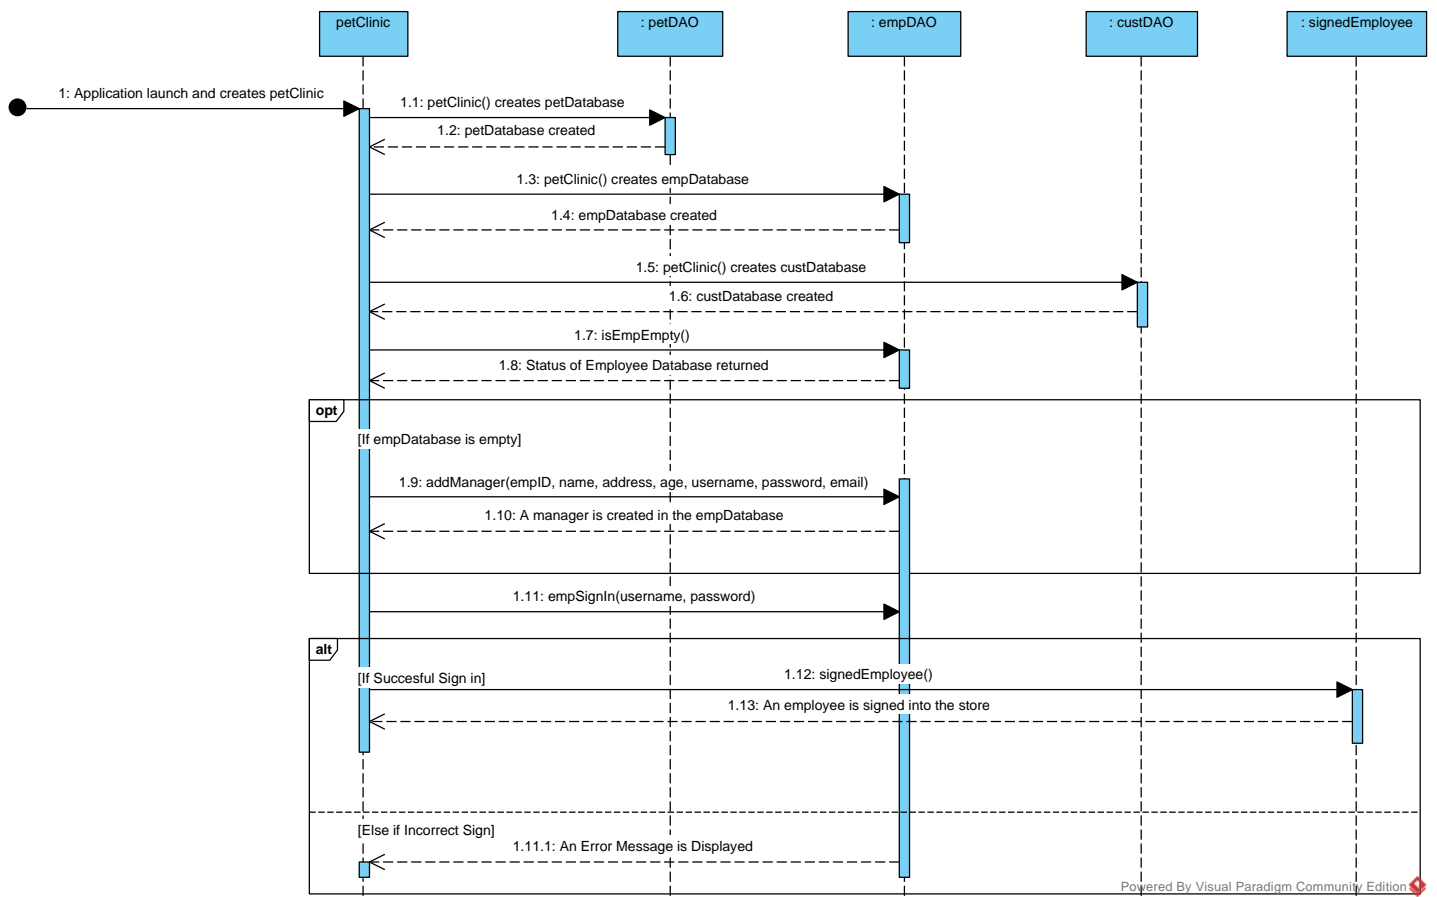 petClinic
: petDAO
: empDAO
: custDAO
: signedEmployee
1: Application launch and creates petClinic
1.1: petClinic() creates petDatabase
1.2: petDatabase created
1.3: petClinic() creates empDatabase
1.4: empDatabase created
1.5: petClinic() creates custDatabase
1.6: custDatabase created
1.7: isEmpEmpty()
1.8: Status of Employee Database returned
opt
[If empDatabase is empty]
1.9: addManager(empID, name, address, age, username, password, email)
1.10: A manager is created in the empDatabase
1.11: empSignIn(username, password)
alt
[If Succesful Sign in]
1.12: signedEmployee()
1.13: An employee is signed into the store
[Else if Incorrect Sign]
1.11.1: An Error Message is Displayed
Powered By Visual Paradigm Community Edition